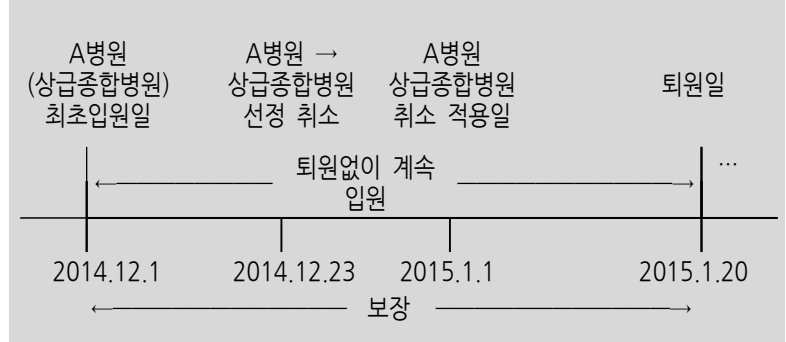 A병원
(상급종합병원)
최초입원일
A병원 →
상급종합병원
선정 취소
A병원
상급종합병원
취소 적용일
퇴원일
퇴원없이 계속
입원
…
2014.12.1
2014.12.23
2015.1.1
2015.1.20
보장